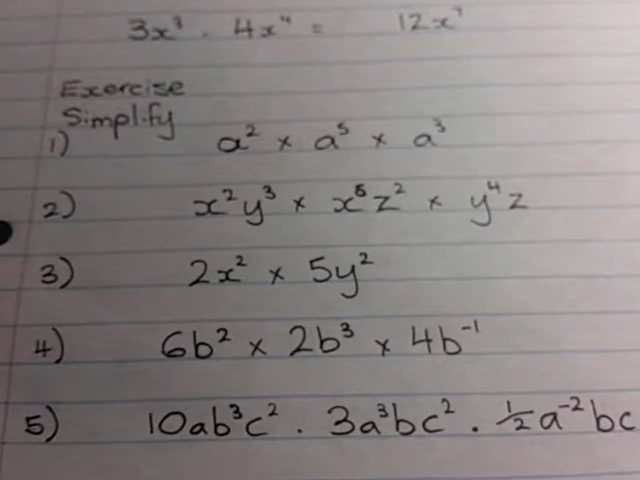 3x³ . 4x⁴ = 12x⁷
Exercise
Simplify
1) a² × a⁵ × a³
2) x²y³ × x⁵z² × y⁴z
3) 2x² × 5y²
4) 6b² × 2b³ × 4b⁻¹
5) 10ab³c² . 3a³bc² . ½a⁻²bc